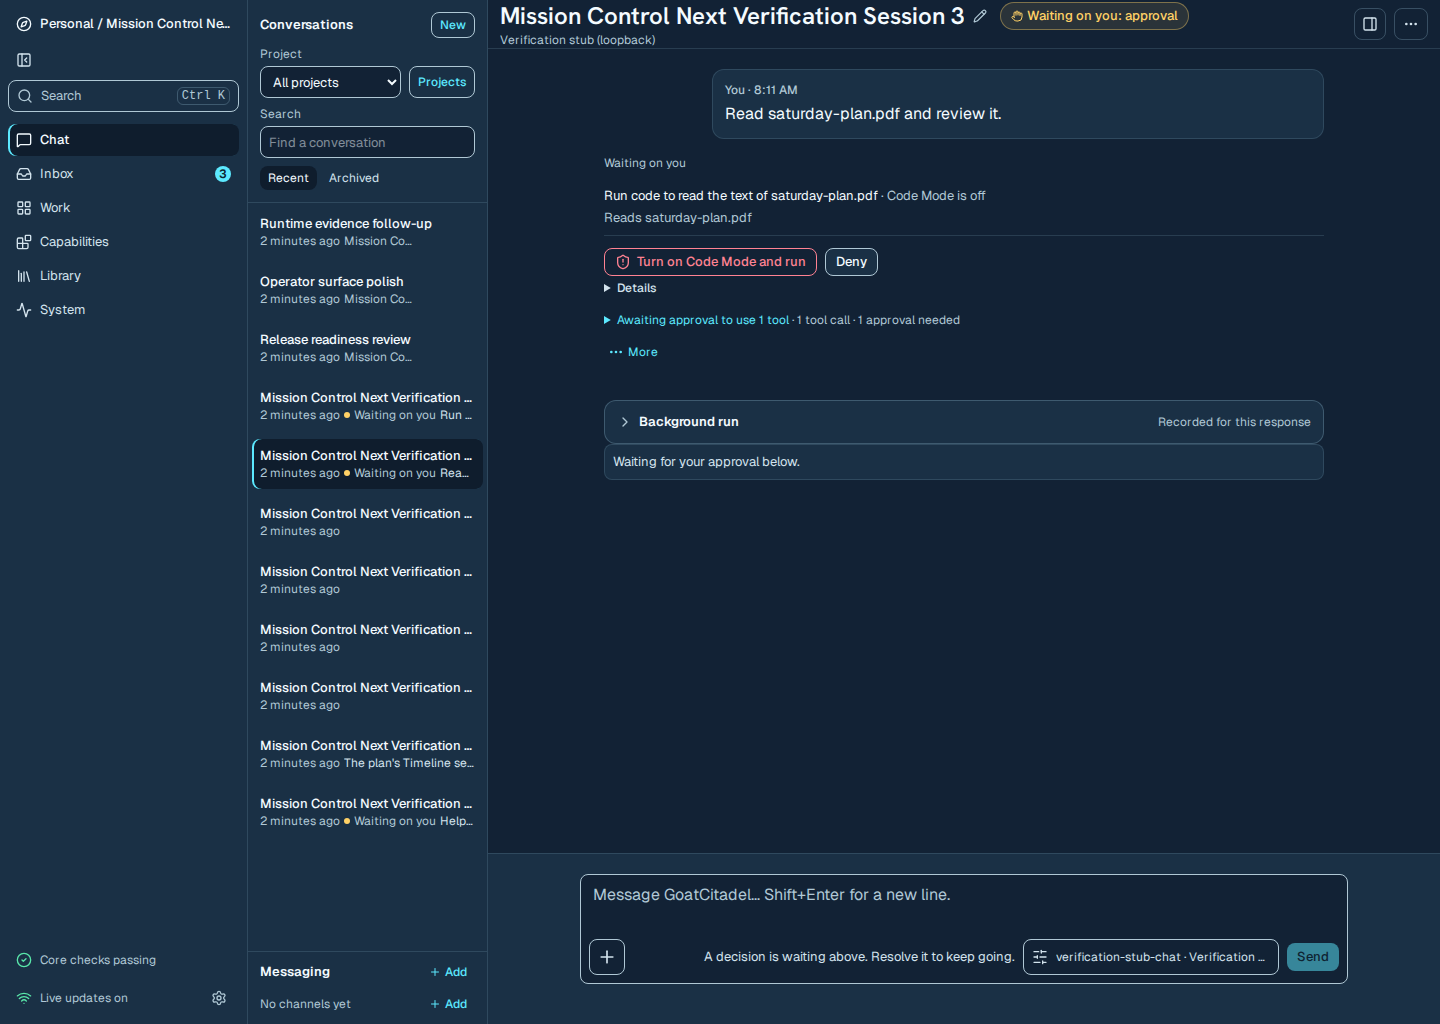 Personal / Mission Control Ne...
Search
Ctrl K
Chat
Inbox
3
Work
Capabilities
Library
System
Core checks passing
Live updates on
Conversations
New
Project
All projects
Projects
Search
Find a conversation
Recent
Archived
Runtime evidence follow-up
2 minutes ago Mission Co...
Operator surface polish
2 minutes ago Mission Co...
Release readiness review
2 minutes ago Mission Co...
Mission Control Next Verification ...
2 minutes ago Waiting on you Run ...
Mission Control Next Verification ...
2 minutes ago Waiting on you Rea...
Mission Control Next Verification ...
2 minutes ago
Mission Control Next Verification ...
2 minutes ago
Mission Control Next Verification ...
2 minutes ago
Mission Control Next Verification ...
2 minutes ago
Mission Control Next Verification ...
2 minutes ago The plan's Timeline se...
Mission Control Next Verification ...
2 minutes ago Waiting on you Help...
Messaging
+ Add
No channels yet
+ Add
Mission Control Next Verification Session 3
Waiting on you: approval
Verification stub (loopback)
You · 8:11 AM
Read saturday-plan.pdf and review it.
Waiting on you
Run code to read the text of saturday-plan.pdf · Code Mode is off
Reads saturday-plan.pdf
Turn on Code Mode and run
Deny
Details
Awaiting approval to use 1 tool · 1 tool call · 1 approval needed
More
Background run
Recorded for this response
Waiting for your approval below.
Message GoatCitadel... Shift+Enter for a new line.
A decision is waiting above. Resolve it to keep going.
verification-stub-chat · Verification ...
Send